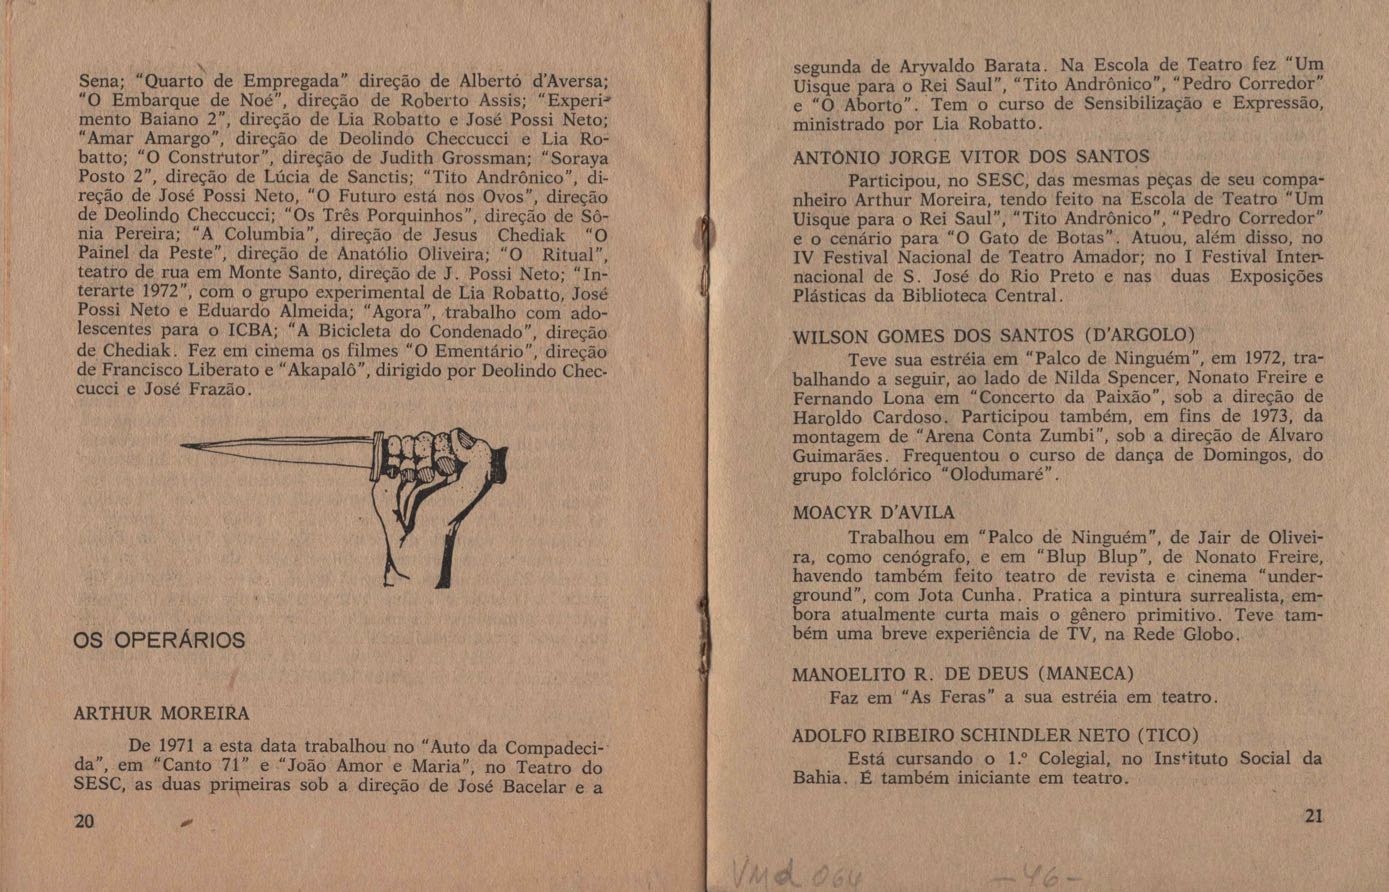 Sena; "Quarto de Empregada" direção de Albertó d'Aversa;
"O Embarque de Noé", direção de Roberto Assis; "Experi-
mento Baiano 2", direção de Lia Robatto e José Possi Neto;
"Amar Amargo", direção de Deolindo Checcucci e Lia Ro-
batto; "O Construtor", direção de Judith Grossman; "Soraya
Posto 2", direção de Lúcia de Sanctis; "Tito Andrônico", di-
reção de José Possi Neto, "O Futuro está nos Ovos", direção
de Deolindo Checcucci; "Os Três Porquinhos", direção de Sô-
nia Pereira; "A Columbia", direção de Jesus Chediak "O
Painel da Peste", direção de Anatólio Oliveira; "O Ritual",
teatro de rua em Monte Santo, direção de J. Possi Neto; "In-
terarte 1972", com o grupo experimental de Lia Robatto, José
Possi Neto e Eduardo Almeida; "Agora", trabalho com ado-
lescentes para o ICBA; "A Bicicleta do Condenado", direção
de Chediak. Fez em cinema os filmes "O Ementário", direção
de Francisco Liberato e "Akapalô", dirigido por Deolindo Chec-
cucci e José Frazão.
OS OPERÁRIOS
ARTHUR MOREIRA
De 1971 a esta data trabalhou no "Auto da Compadeci-
da", em "Canto 71" e "João Amor e Maria", no Teatro do
SESC, as duas primeiras sob a direção de José Bacelar e a
20
segunda de Aryvaldo Barata. Na Escola de Teatro fez "Um
Uisque para o Rei Saul", "Tito Andrônico", "Pedro Corredor"
e "O Aborto". Tem o curso de Sensibilização e Expressão,
ministrado por Lia Robatto.
ANTÔNIO JORGE VITOR DOS SANTOS
Participou, no SESC, das mesmas peças de seu compa-
nheiro Arthur Moreira, tendo feito na Escola de Teatro "Um
Uisque para o Rei Saul", "Tito Andrônico", "Pedro Corredor"
e o cenário para "O Gato de Botas". Atuou, além disso, no
IV Festival Nacional de Teatro Amador; no I Festival Inter-
nacional de S. José do Rio Preto e nas duas Exposições
Plásticas da Biblioteca Central.
WILSON GOMES DOS SANTOS (D'ARGOLO)
Teve sua estréia em "Palco de Ninguém", em 1972, tra-
balhando a seguir, ao lado de Nilda Spencer, Nonato Freire e
Fernando Lona em "Concerto da Paixão", sob a direção de
Haroldo Cardoso. Participou também, em fins de 1973, da
montagem de "Arena Conta Zumbi", sob a direção de Álvaro
Guimarães. Frequentou o curso de dança de Domingos, do
grupo folclórico "Olodumaré".
MOACYR D'AVILA
Trabalhou em "Palco de Ninguém", de Jair de Olivei-
ra, como cenógrafo, e em "Blup Blup", de Nonato Freire,
havendo também feito teatro de revista e cinema "under-
ground", com Jota Cunha. Pratica a pintura surrealista, em-
bora atualmente curta mais o gênero primitivo. Teve tam-
bém uma breve experiência de TV, na Rede Globo.
MANOELITO R. DE DEUS (MANECA)
Faz em "As Feras" a sua estréia em teatro.
ADOLFO RIBEIRO SCHINDLER NETO (TICO)
Está cursando o 1.º Colegial, no Instituto Social da
Bahia. É também iniciante em teatro.
21
VMd 064 -46-